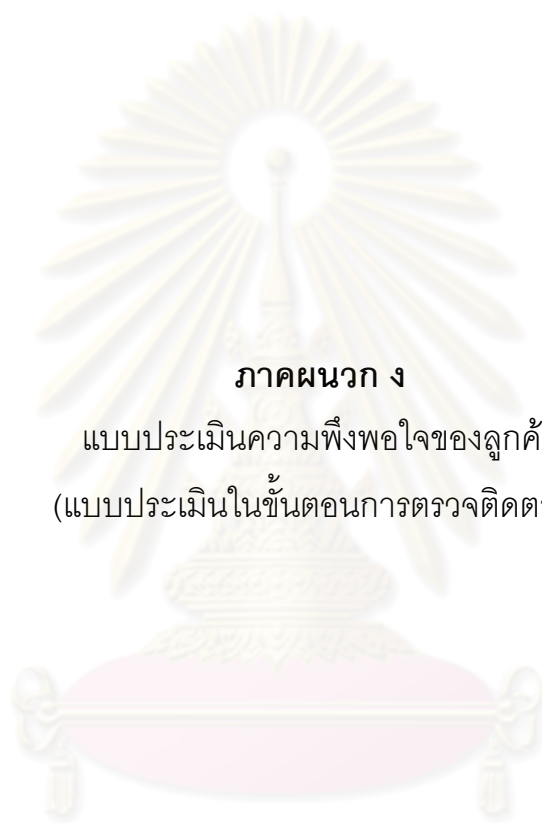 ภาคผนวก ง
แบบประเมินความพึงพอใจของลูกค้
(แบบประเมินในขั้นตอนการตรวจติดต